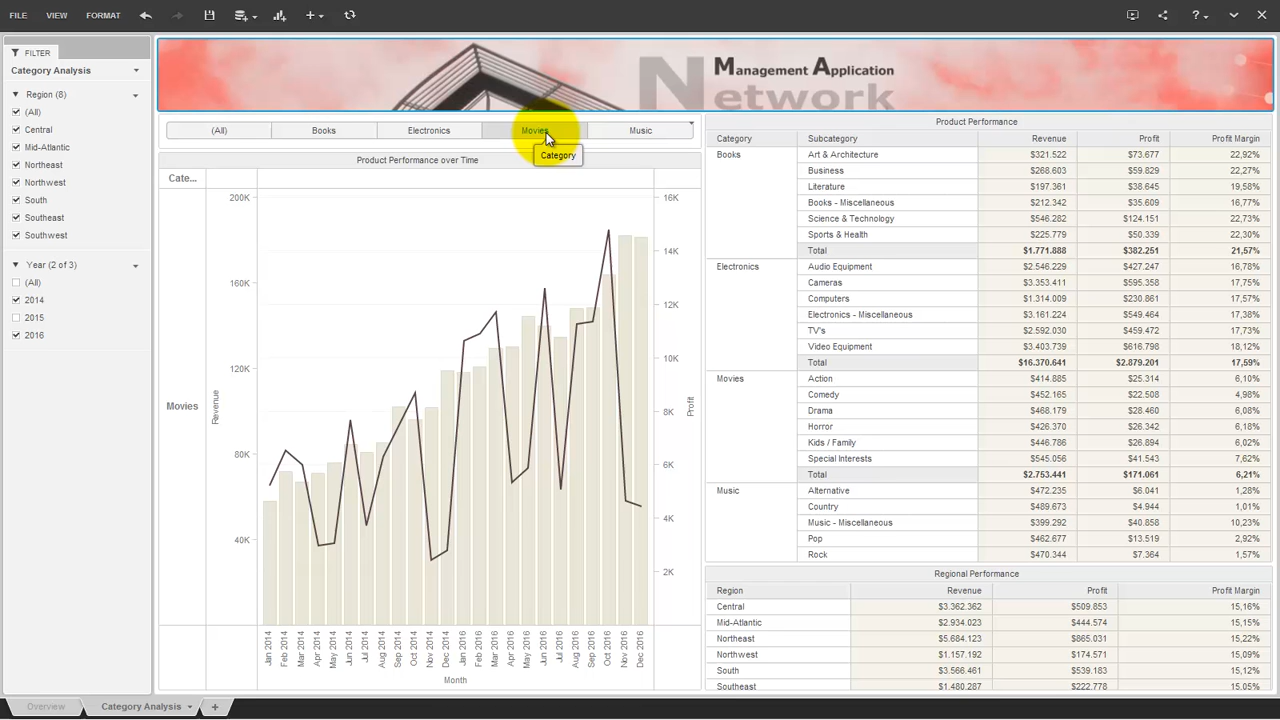 FILE VIEW FORMAT ?
FILTER
Category Analysis
Region (8)
(All)
Central
Mid-Atlantic
Northeast
Northwest
South
Southeast
Southwest
Year (2 of 3)
(All)
2014
2015
2016
N Management Application
etwork
(All) Books Electronics Movies Music
Category
Product Performance over Time
Cate...
200K 16K
14K
160K
12K
120K 10K
Movies Revenue Profit
8K
80K 6K
4K
40K
2K
Jan 2014 Feb 2014 Mar 2014 Apr 2014 May 2014 Jun 2014 Jul 2014 Aug 2014 Sep 2014 Oct 2014 Nov 2014 Dec 2014 Jan 2016 Feb 2016 Mar 2016 Apr 2016 May 2016 Jun 2016 Jul 2016 Aug 2016 Sep 2016 Oct 2016 Nov 2016 Dec 2016
Month
Product Performance
Category Subcategory Revenue Profit Profit Margin
Books Art & Architecture $321.522 $73.677 22,92%
Business $268.603 $59.829 22,27%
Literature $197.361 $38.645 19,58%
Books - Miscellaneous $212.342 $35.609 16,77%
Science & Technology $546.282 $124.151 22,73%
Sports & Health $225.779 $50.339 22,30%
Total $1.771.888 $382.251 21,57%
Electronics Audio Equipment $2.546.229 $427.247 16,78%
Cameras $3.353.411 $595.358 17,75%
Computers $1.314.009 $230.861 17,57%
Electronics - Miscellaneous $3.161.224 $549.464 17,38%
TV's $2.592.030 $459.472 17,73%
Video Equipment $3.403.739 $616.798 18,12%
Total $16.370.641 $2.879.201 17,59%
Movies Action $414.885 $25.314 6,10%
Comedy $452.165 $22.508 4,98%
Drama $468.179 $28.460 6,08%
Horror $426.370 $26.342 6,18%
Kids / Family $446.786 $26.894 6,02%
Special Interests $545.056 $41.543 7,62%
Total $2.753.441 $171.061 6,21%
Music Alternative $472.235 $6.041 1,28%
Country $489.673 $4.944 1,01%
Music - Miscellaneous $399.292 $40.858 10,23%
Pop $462.677 $13.519 2,92%
Rock $470.344 $7.364 1,57%
Regional Performance
Region Revenue Profit Profit Margin
Central $3.362.362 $509.853 15,16%
Mid-Atlantic $2.934.023 $444.574 15,15%
Northeast $5.684.123 $865.031 15,22%
Northwest $1.157.192 $174.571 15,09%
South $3.566.461 $539.183 15,12%
Southeast $1.480.287 $222.778 15,05%
Overview Category Analysis +